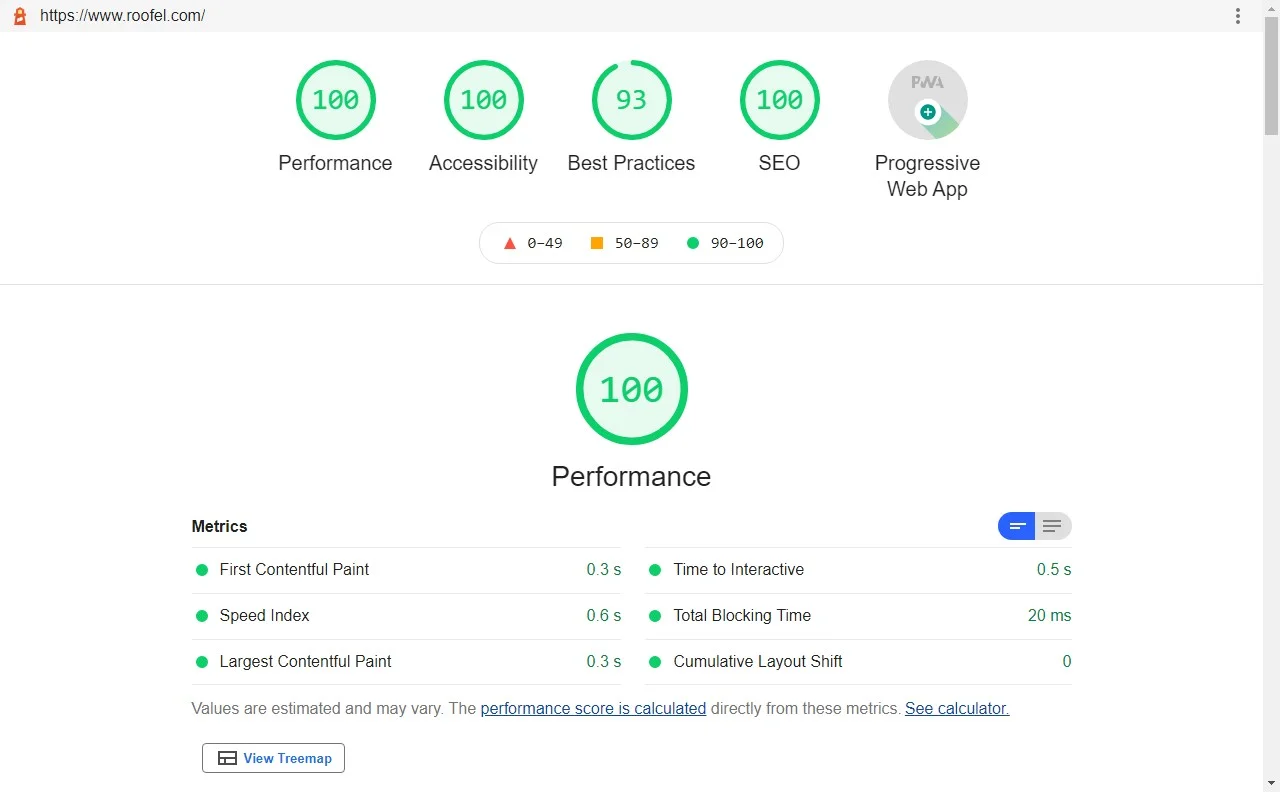 https://www.roofel.com/
100 100 93 100 PWA
Performance Accessibility Best Practices SEO Progressive
Web App
0–49 50–89 90–100
100
Performance
Metrics
First Contentful Paint 0.3 s Time to Interactive 0.5 s
Speed Index 0.6 s Total Blocking Time 20 ms
Largest Contentful Paint 0.3 s Cumulative Layout Shift 0
Values are estimated and may vary. The performance score is calculated directly from these metrics. See calculator.
View Treemap